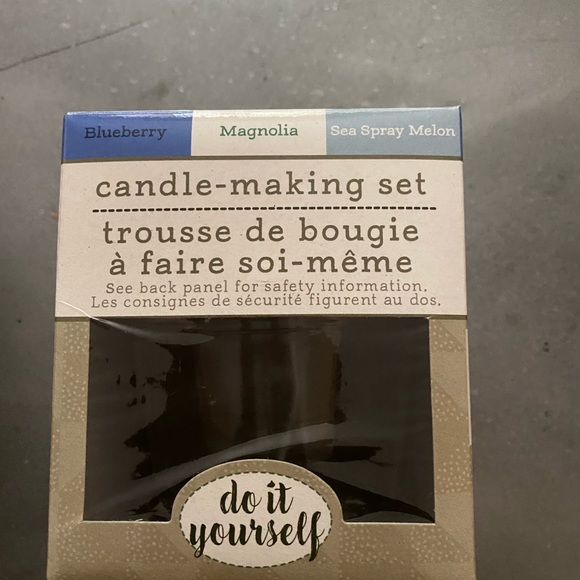 Blueberry Magnolia Sea Spray Melon
candle-making set
trousse de bougie
à faire soi-même
See back panel for safety information.
Les consignes de sécurité figurent au dos.
do it
yourself